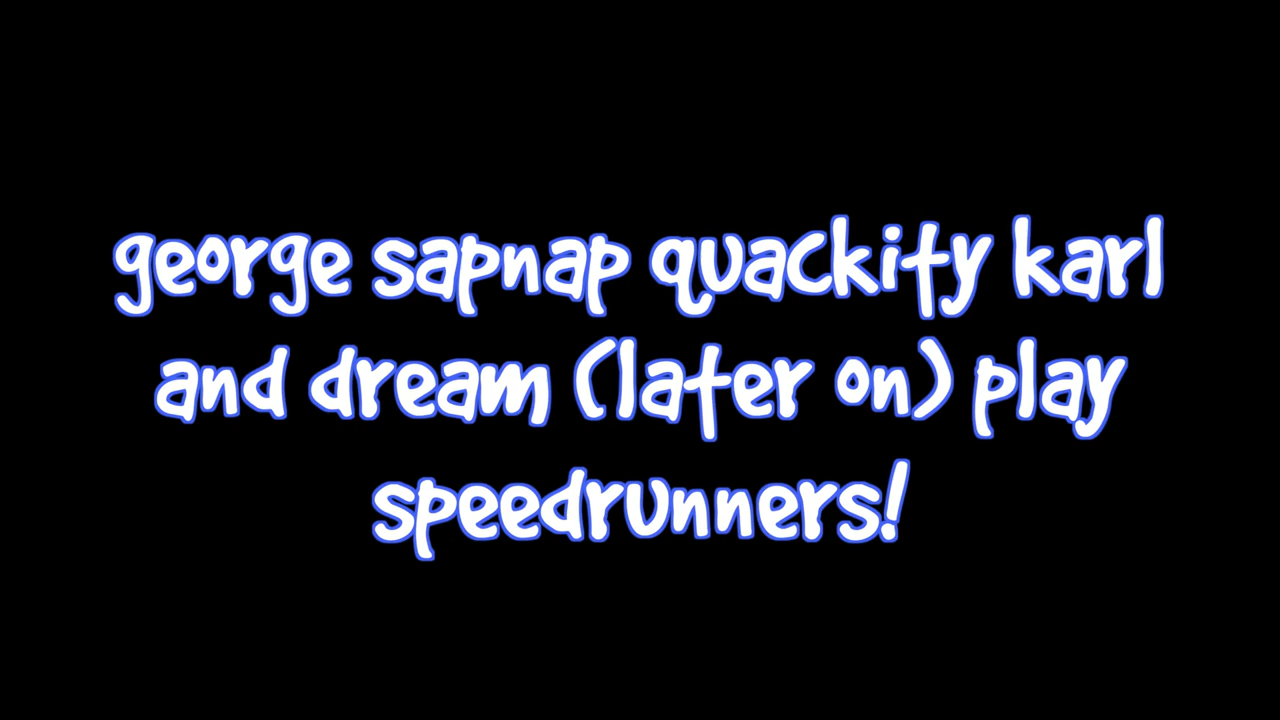 george sapnap quackity karl
and dream (later on) play
speedrunners!